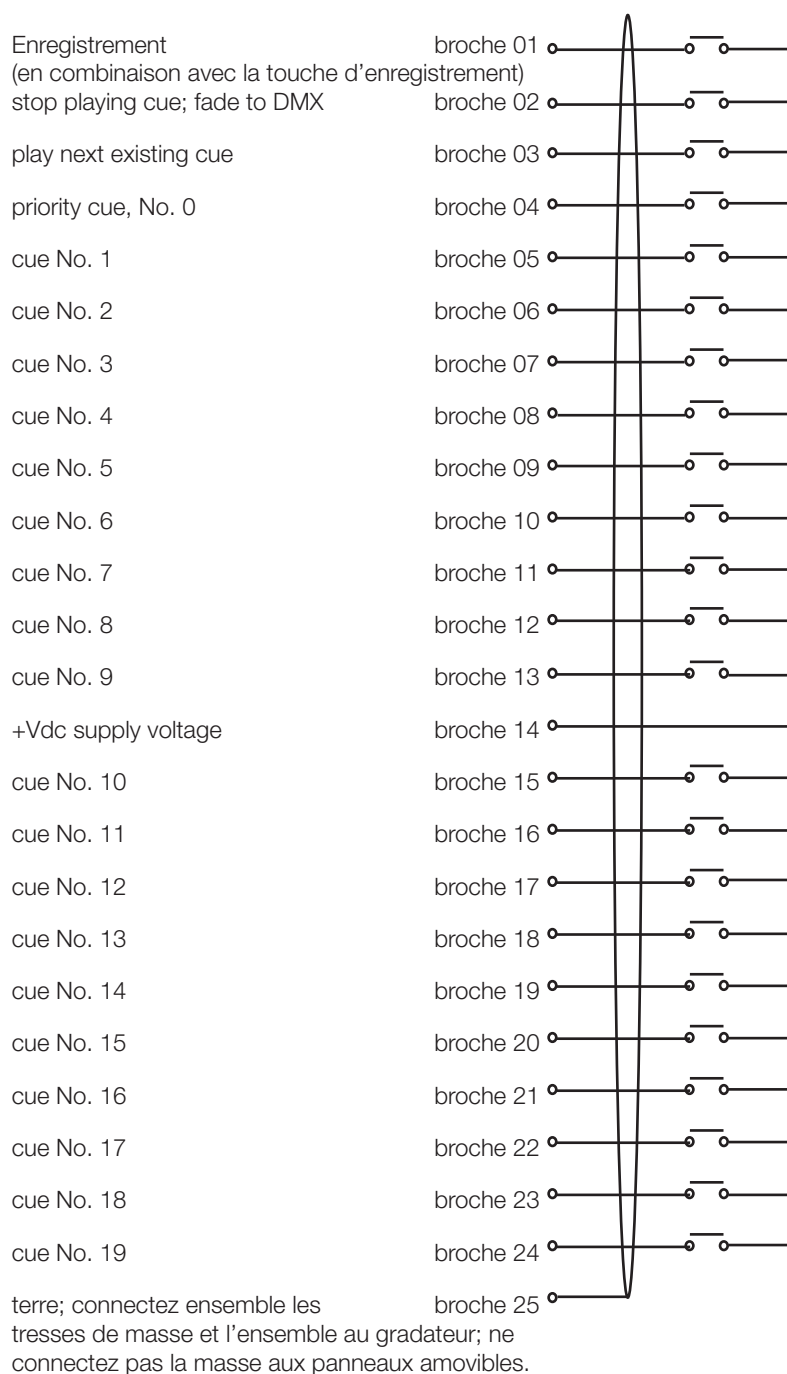 Enregistrement broche 01
(en combinaison avec la touche d'enregistrement)
stop playing cue; fade to DMX broche 02
play next existing cue broche 03
priority cue, No. 0 broche 04
cue No. 1 broche 05
cue No. 2 broche 06
cue No. 3 broche 07
cue No. 4 broche 08
cue No. 5 broche 09
cue No. 6 broche 10
cue No. 7 broche 11
cue No. 8 broche 12
cue No. 9 broche 13
+Vdc supply voltage broche 14
cue No. 10 broche 15
cue No. 11 broche 16
cue No. 12 broche 17
cue No. 13 broche 18
cue No. 14 broche 19
cue No. 15 broche 20
cue No. 16 broche 21
cue No. 17 broche 22
cue No. 18 broche 23
cue No. 19 broche 24
terre; connectez ensemble les broche 25
tresses de masse et l'ensemble au gradateur; ne
connectez pas la masse aux panneaux amovibles.